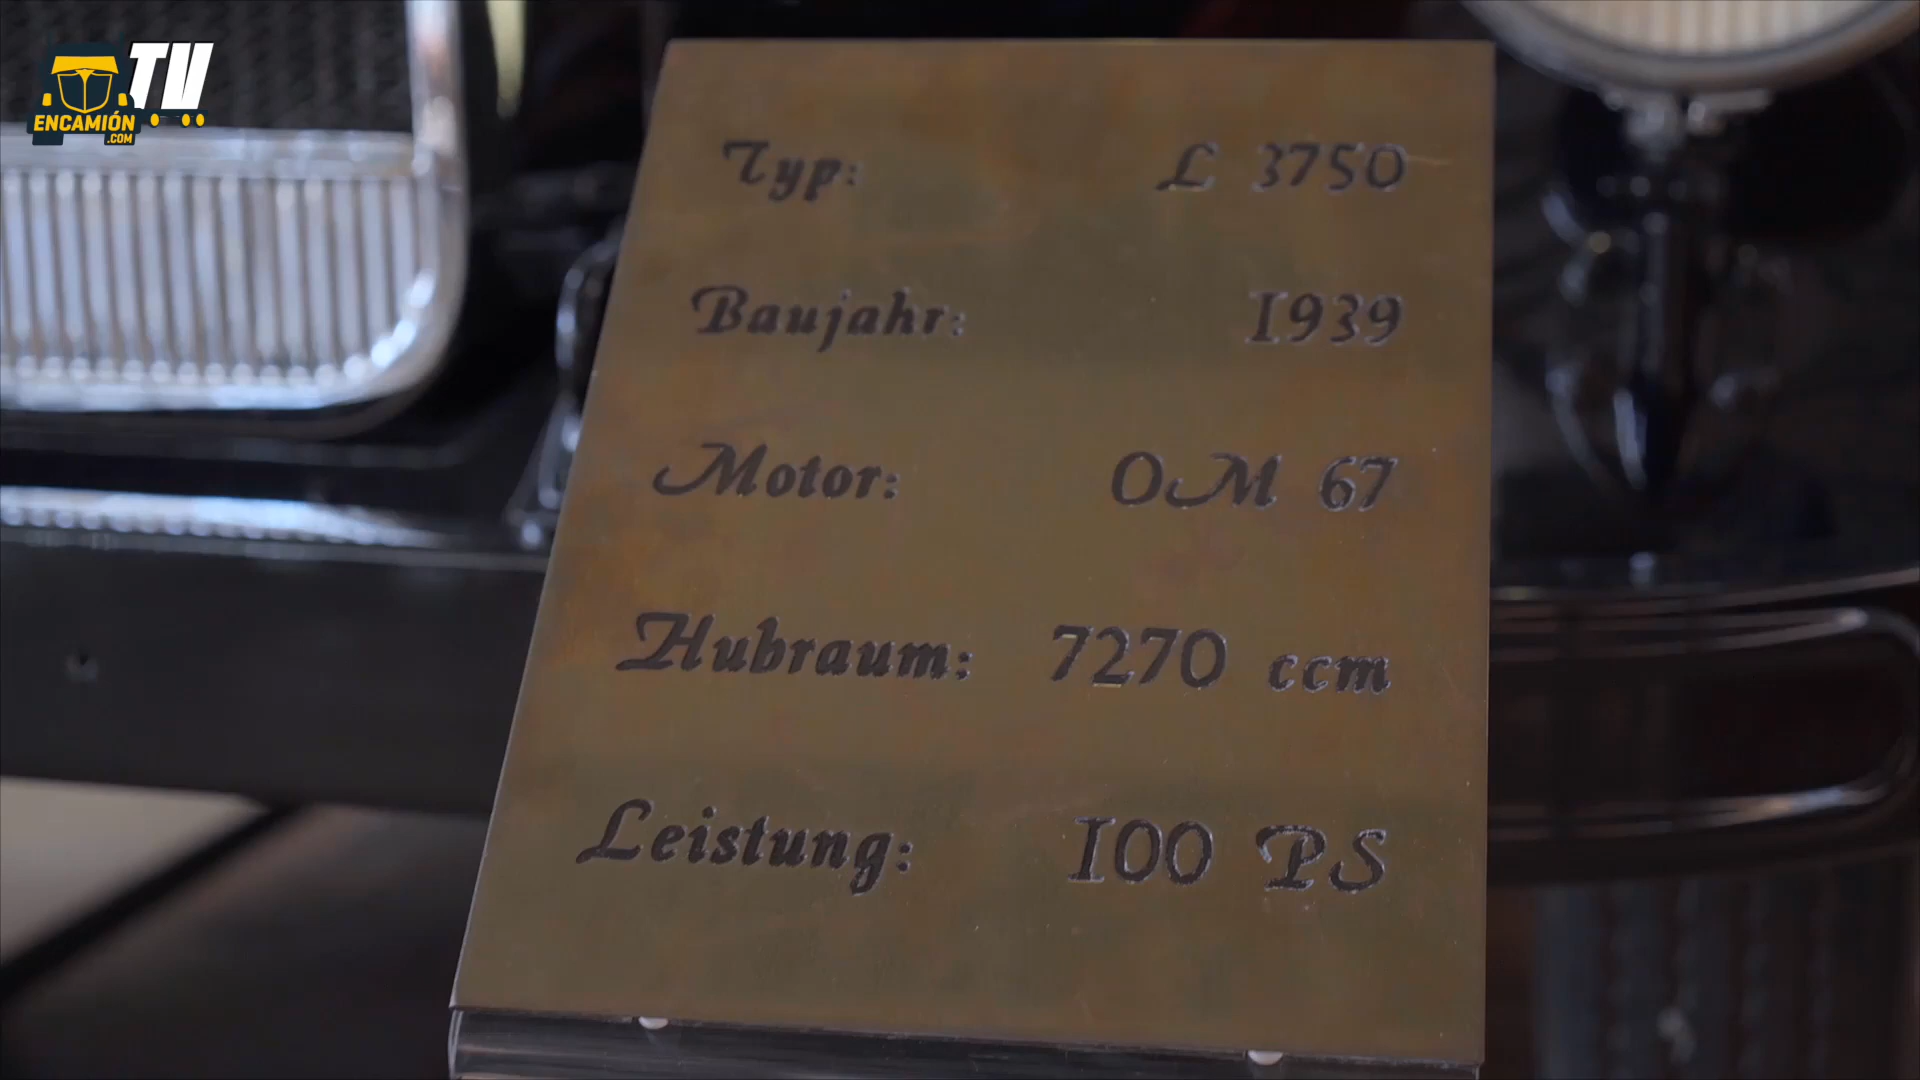 TV
ENCAMIÓN
.COM
Typ: L 3750
Baujahr: 1939
Motor: OM 67
Hubraum: 7270 ccm
Leistung: 100 PS